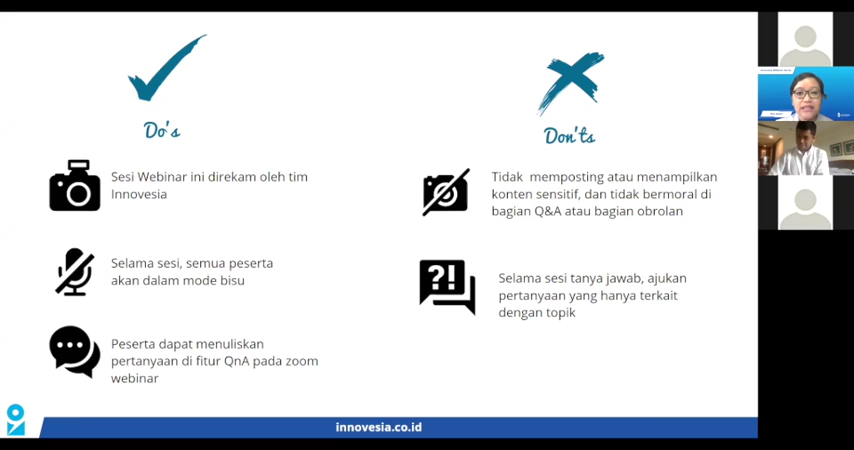 Do's
Sesi Webinar ini direkam oleh tim
Innovesia
Selama sesi, semua peserta
akan dalam mode bisu
Peserta dapat menuliskan
pertanyaan di fitur QnA pada zoom
webinar
Don'ts
Tidak memposting atau menampilkan
konten sensitif, dan tidak bermoral di
bagian Q&A atau bagian obrolan
?!
Selama sesi tanya jawab, ajukan
pertanyaan yang hanya terkait
dengan topik
innovesia.co.id